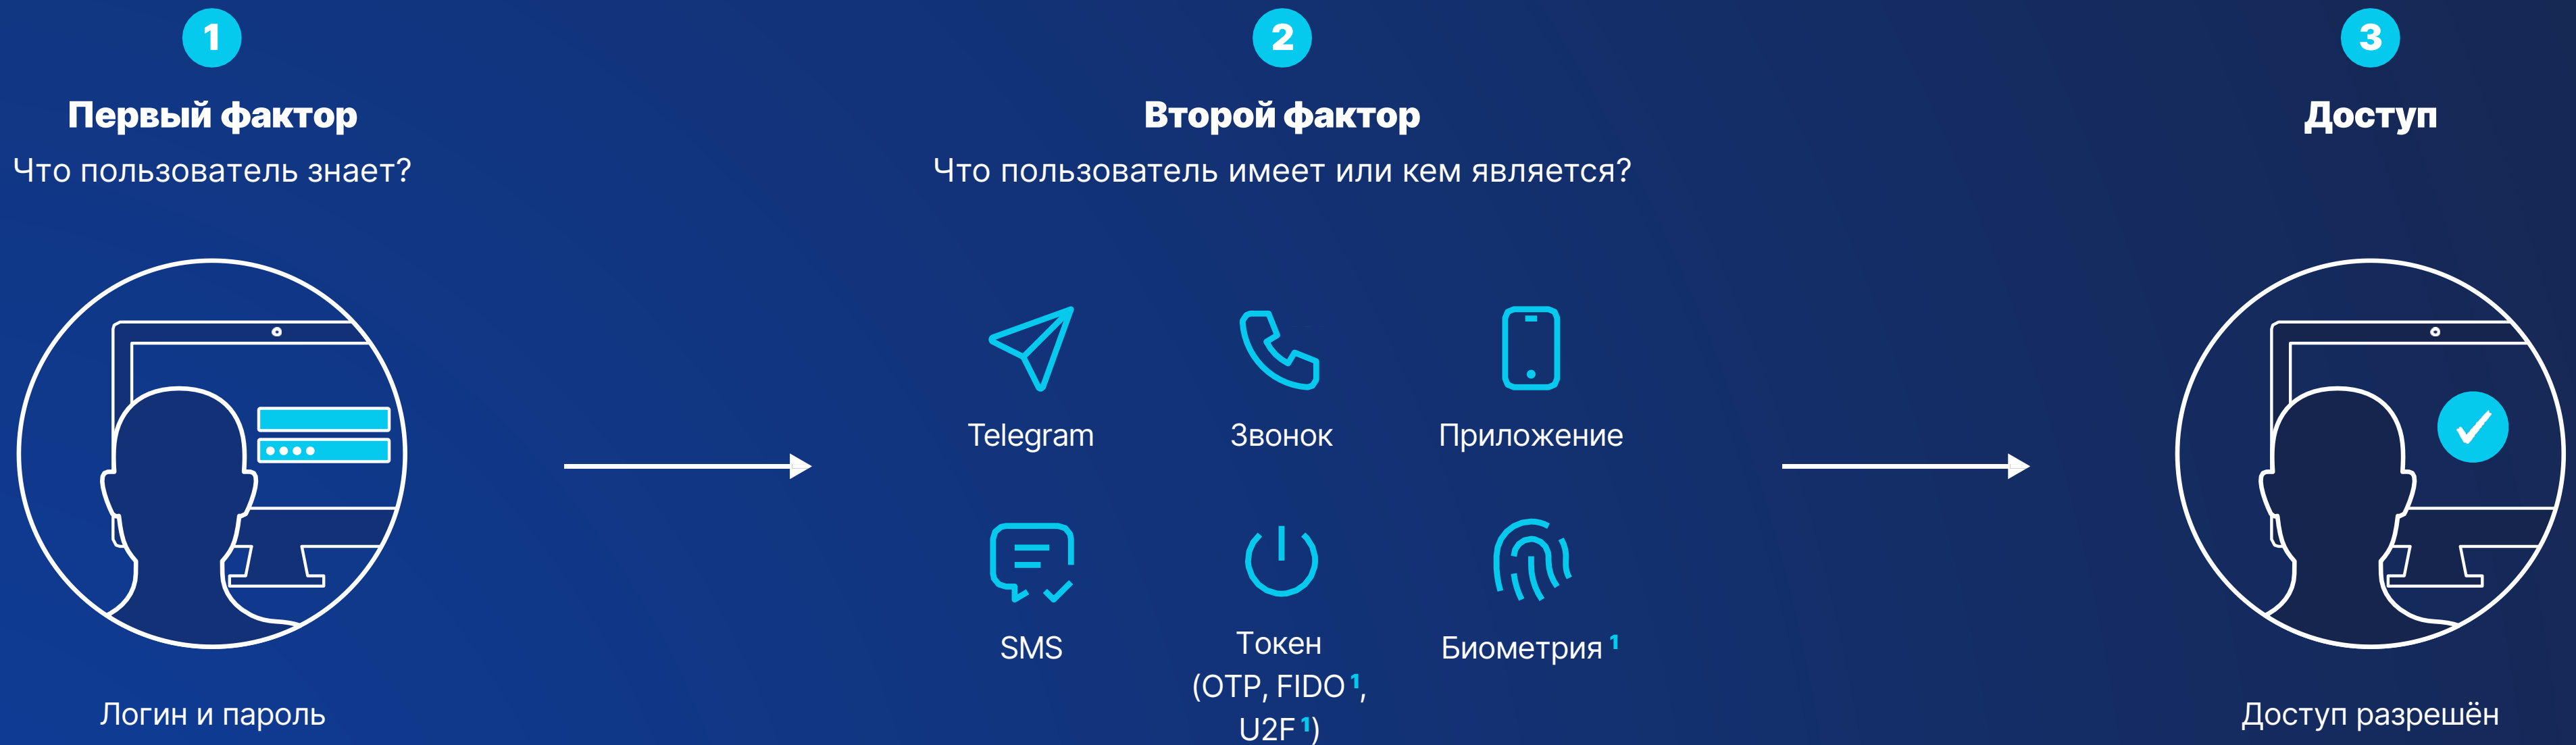 1
Первый фактор
Что пользователь знает?
Логин и пароль
2
Второй фактор
Что пользователь имеет или кем является?
Telegram
Звонок
Приложение
SMS
Токен
(OTP, FIDO ¹,
U2F ¹)
Биометрия ¹
3
Доступ
Доступ разрешён